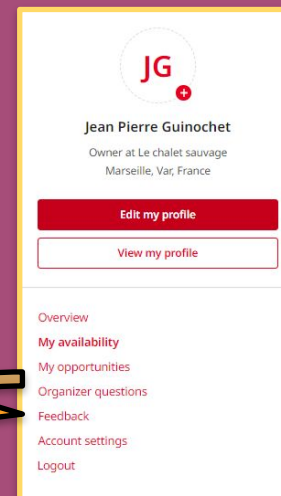 JG
Jean Pierre Guinochet
Owner at Le chalet sauvage
Marseille, Var, France
Edit my profile
View my profile
Overview
My availability
My opportunities
Organizer questions
Feedback
Account settings
Logout